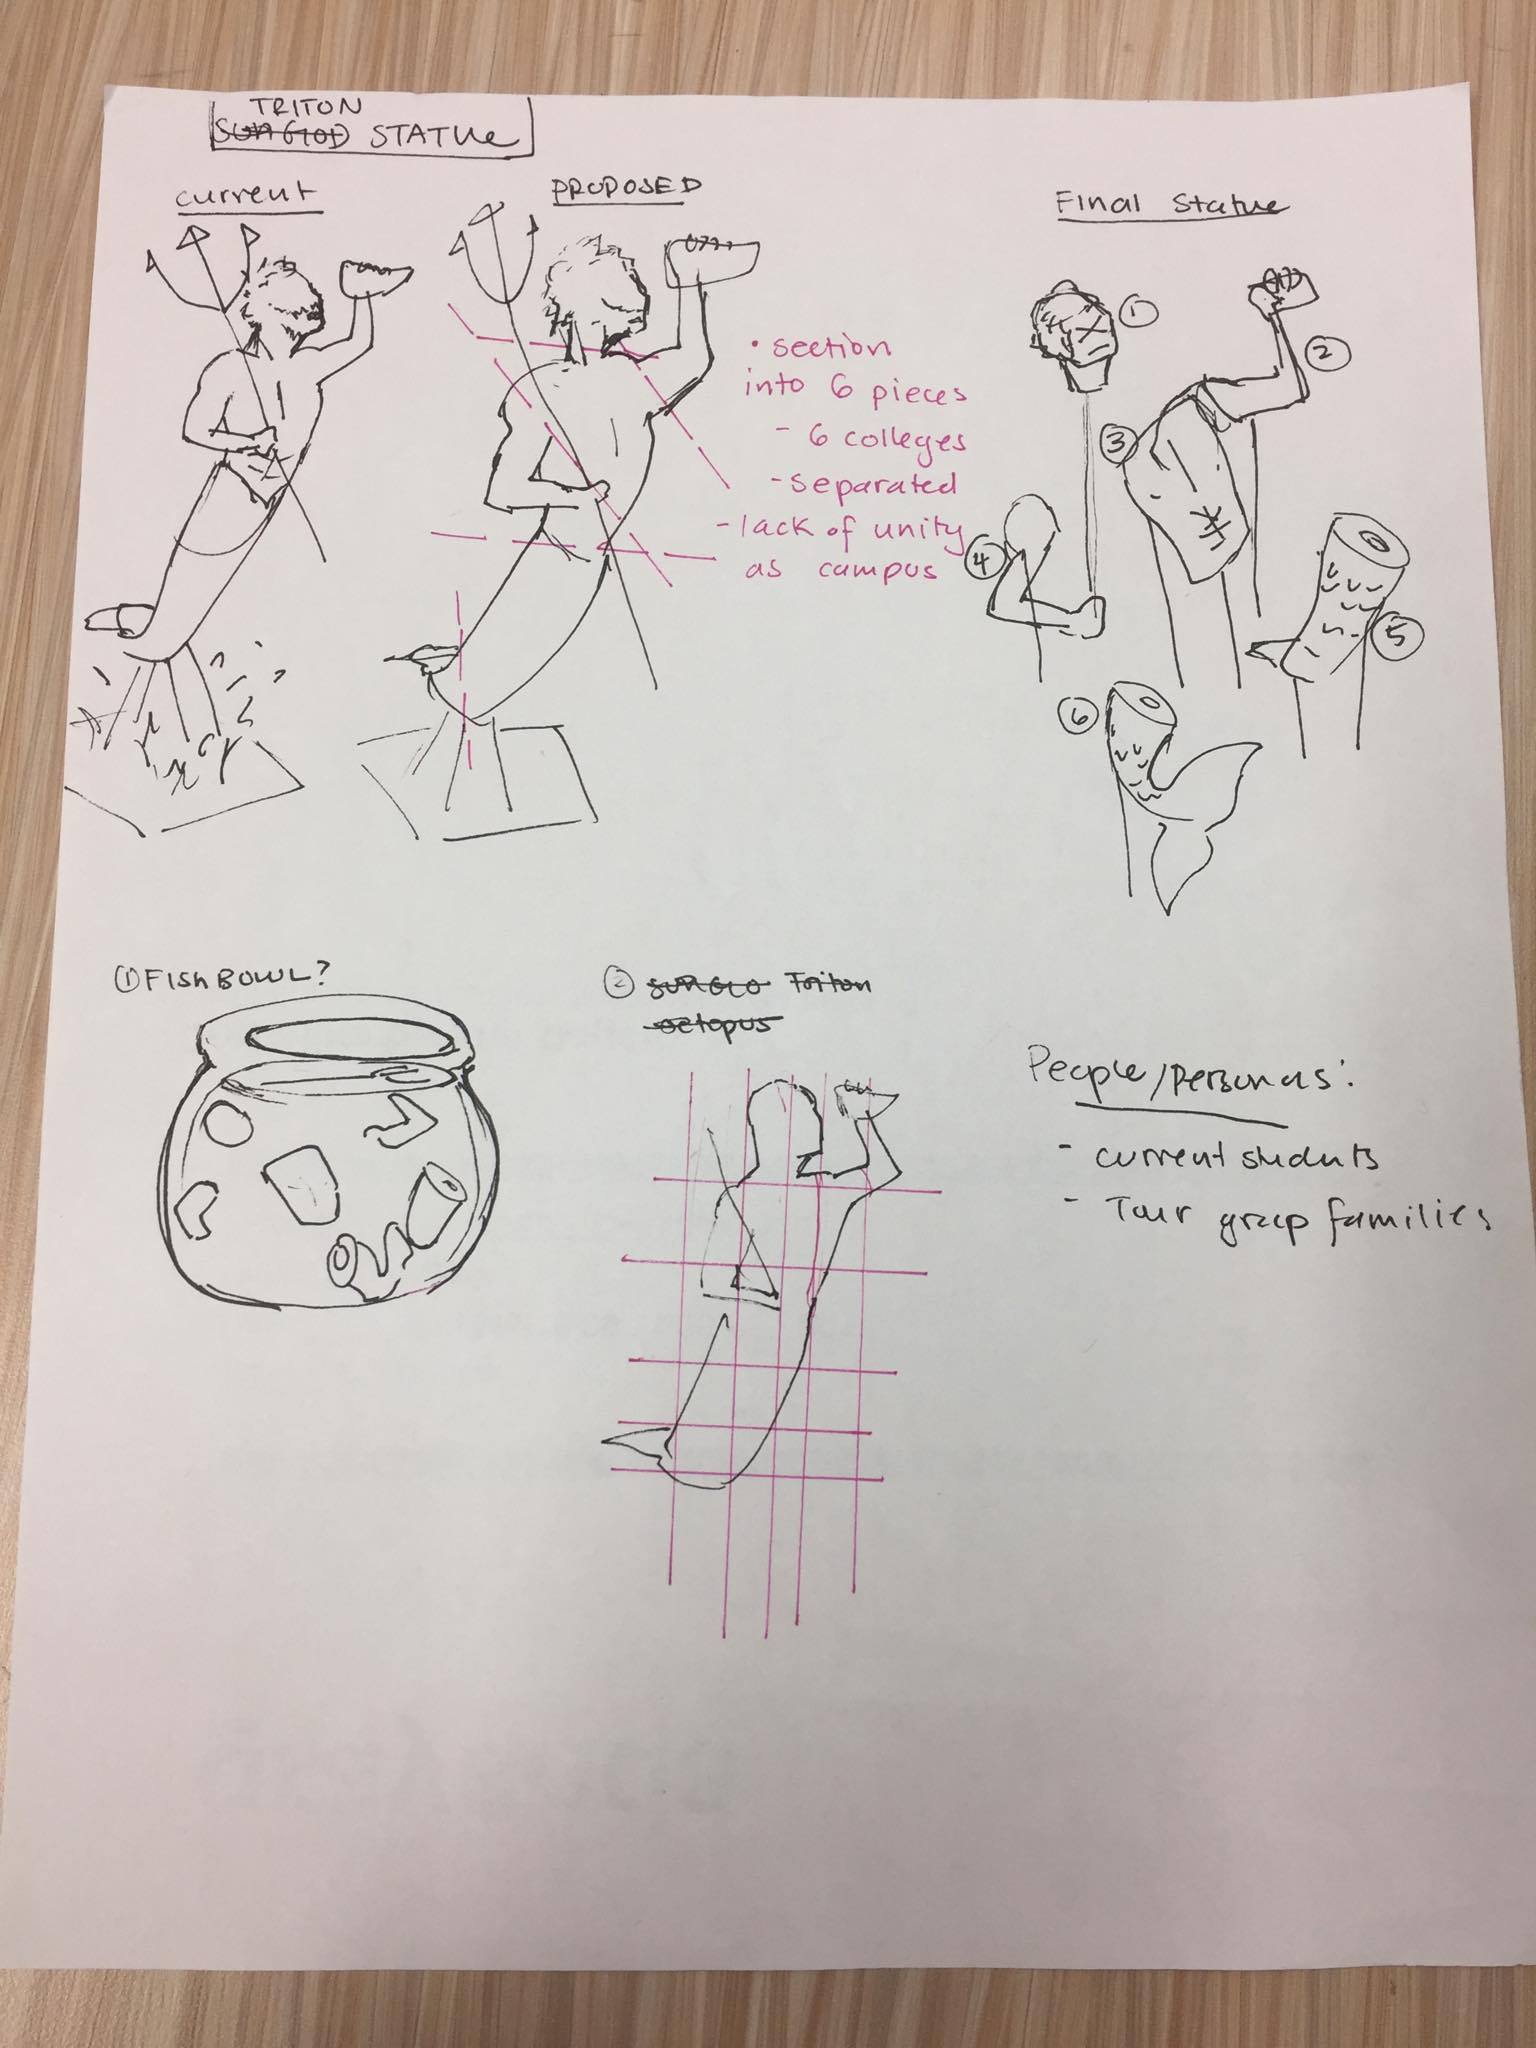 TRITON
SUN GOD STATUE
current
PROPOSED
Final Statue
• section
into 6 pieces
- 6 colleges
- separated
- lack of unity
as campus
1
2
3
4
5
6
① FISHBOWL?
② SUN GOD Triton
octopus
People/personas:
- current students
- Tour group families